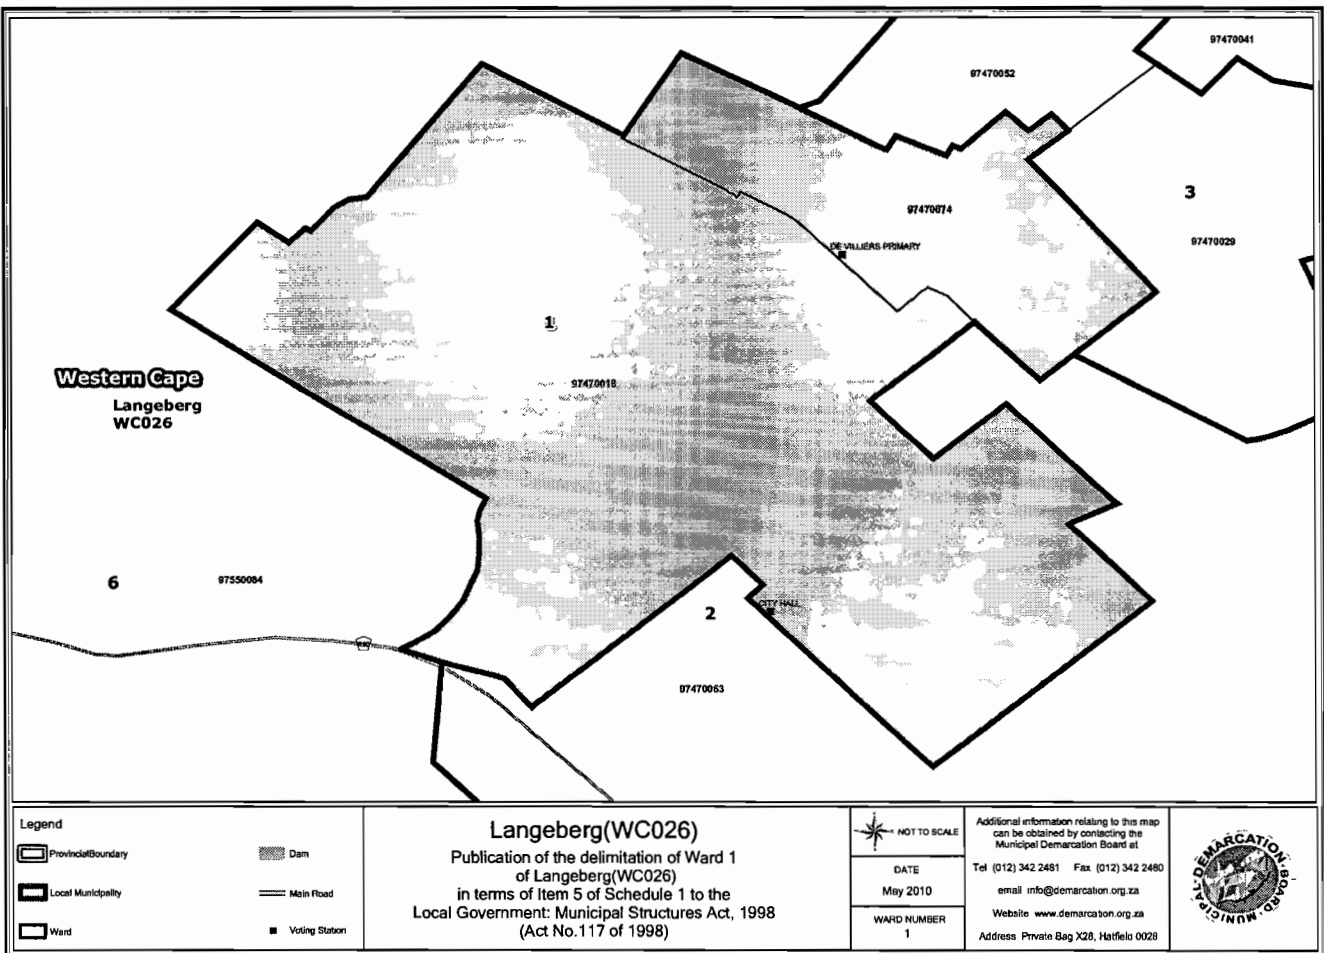 97470041
97470052
3
97470074
97470029
DE VILLIERS PRIMARY
1
Western Cape
97470018
Langeberg
WC026
6
97550084
CITY HALL
2
97470063
Legend
ProvincialBoundary
Dam
Local Municipality
Main Road
Ward
Voting Station
Langeberg(WC026)
Publication of the delimitation of Ward 1
of Langeberg(WC026)
in terms of Item 5 of Schedule 1 to the
Local Government: Municipal Structures Act, 1998
(Act No.117 of 1998)
NOT TO SCALE
DATE
May 2010
WARD NUMBER
1
Additional information relating to this map
can be obtained by contacting the
Municipal Demarcation Board at
Tel (012) 342 2481 Fax (012) 342 2480
email info@demarcation.org.za
Website www.demarcation.org.za
Address Private Bag X28, Hatfield 0028
MUNICIPAL DEMARCATION BOARD